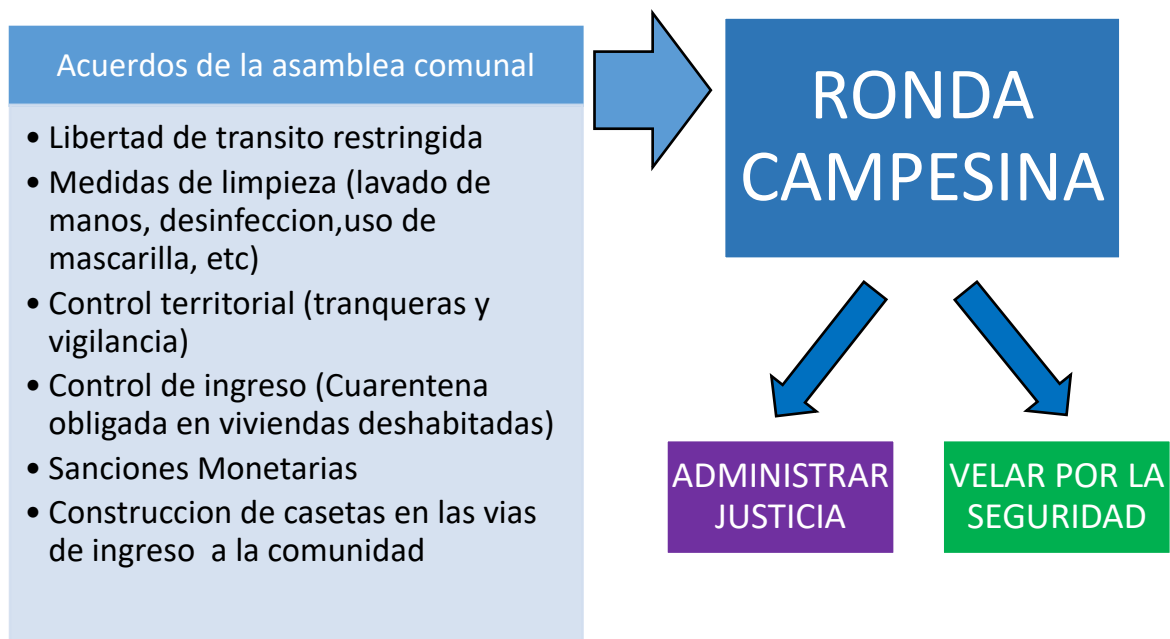 Acuerdos de la asamblea comunal
• Libertad de transito restringida
• Medidas de limpieza (lavado de
manos, desinfeccion,uso de
mascarilla, etc)
• Control territorial (tranqueras y
vigilancia)
• Control de ingreso (Cuarentena
obligada en viviendas deshabitadas)
• Sanciones Monetarias
• Construccion de casetas en las vias
de ingreso  a la comunidad
RONDA
CAMPESINA
ADMINISTRAR
JUSTICIA
VELAR POR LA
SEGURIDAD